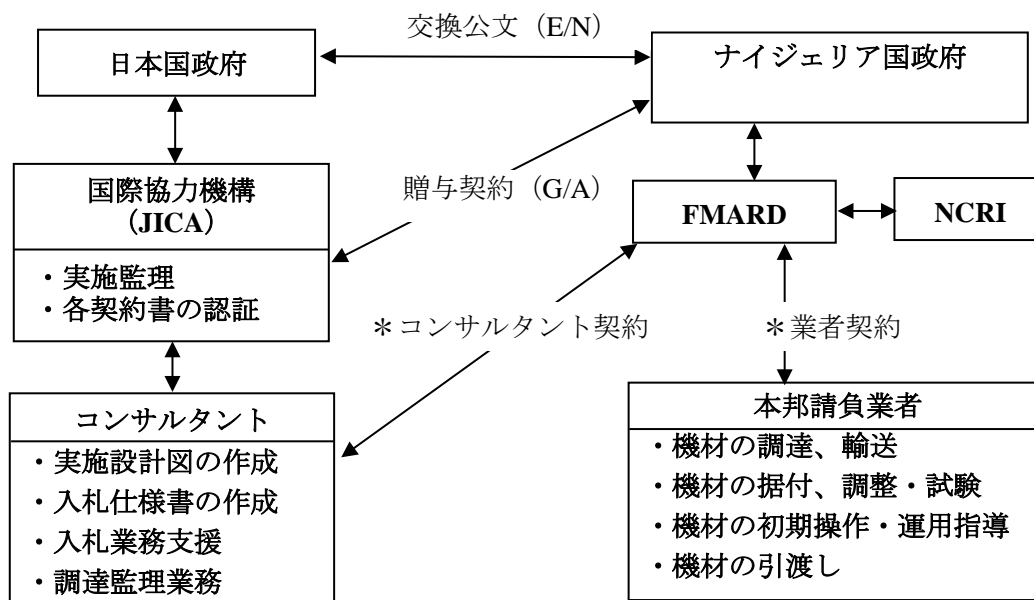 交換公文（E/N）
日本国政府
ナイジェリア国政府
国際協力機構
（JICA）
・実施監理
・各契約書の認証
贈与契約（G/A）
FMARD
NCRI
＊コンサルタント契約
＊業者契約
コンサルタント
・実施設計図の作成
・入札仕様書の作成
・入札業務支援
・調達監理業務
本邦請負業者
・機材の調達、輸送
・機材の据付、調整・試験
・機材の初期操作・運用指導
・機材の引渡し